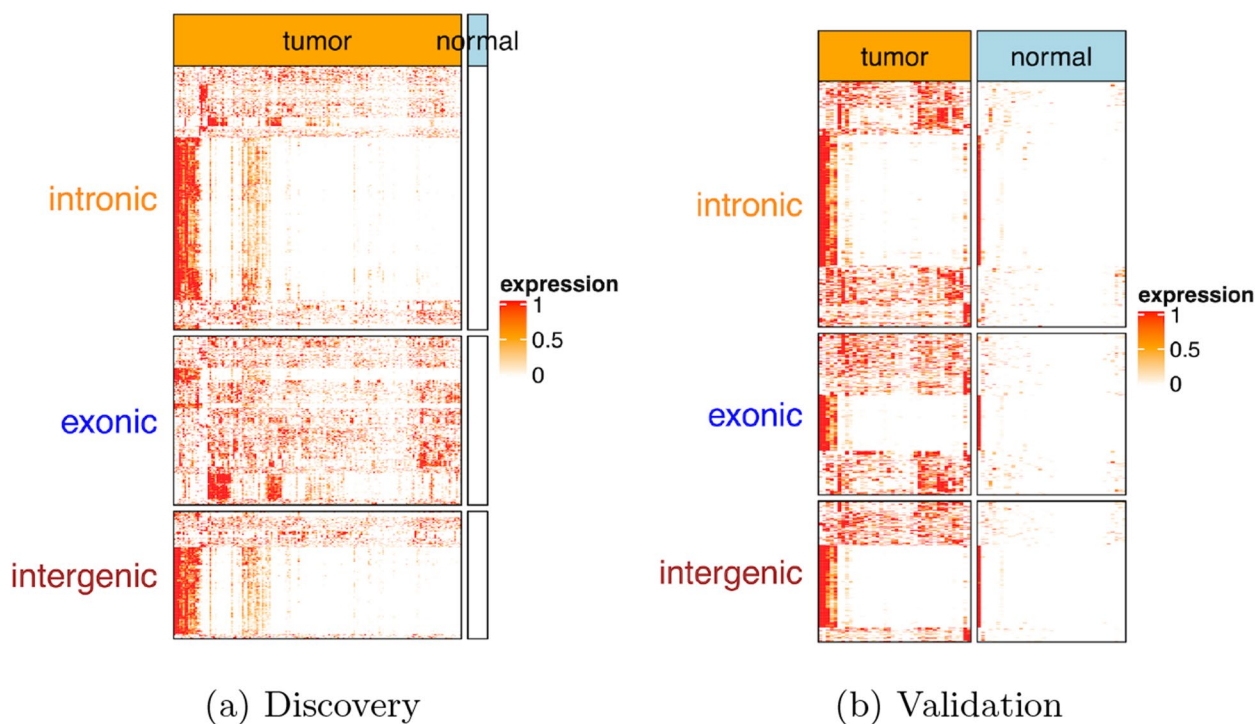 tumor normal
intronic
exonic
intergenic
expression
1
0.5
0
(a) Discovery
tumor normal
intronic
exonic
intergenic
expression
1
0.5
0
(b) Validation